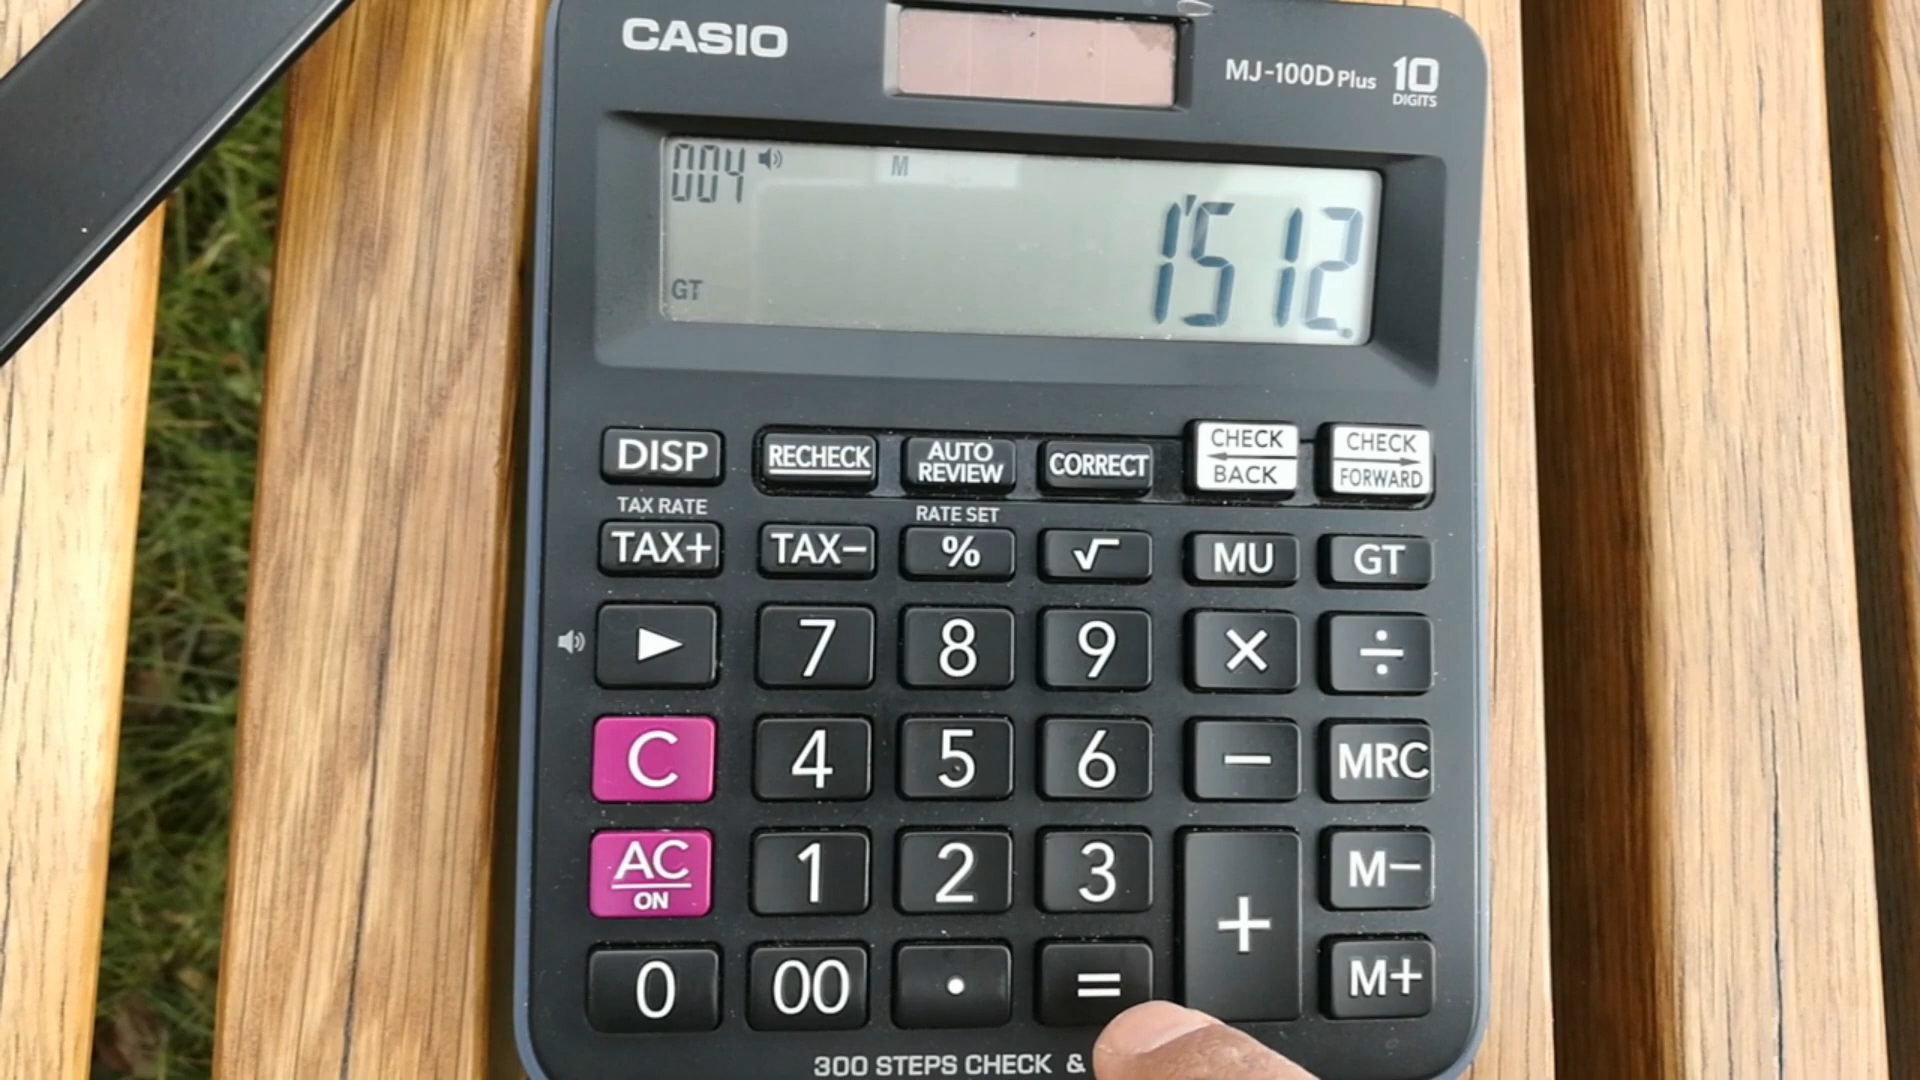 CASIO
MJ-100D Plus 10 DIGITS
004 M
1'512.
GT
DISP RECHECK AUTO REVIEW CORRECT CHECK BACK CHECK FORWARD
TAX RATE RATE SET
TAX+ TAX− % √ MU GT
▶ 7 8 9 × ÷
C 4 5 6 − MRC
AC ON 1 2 3 + M−
0 00 . = M+
300 STEPS CHECK &